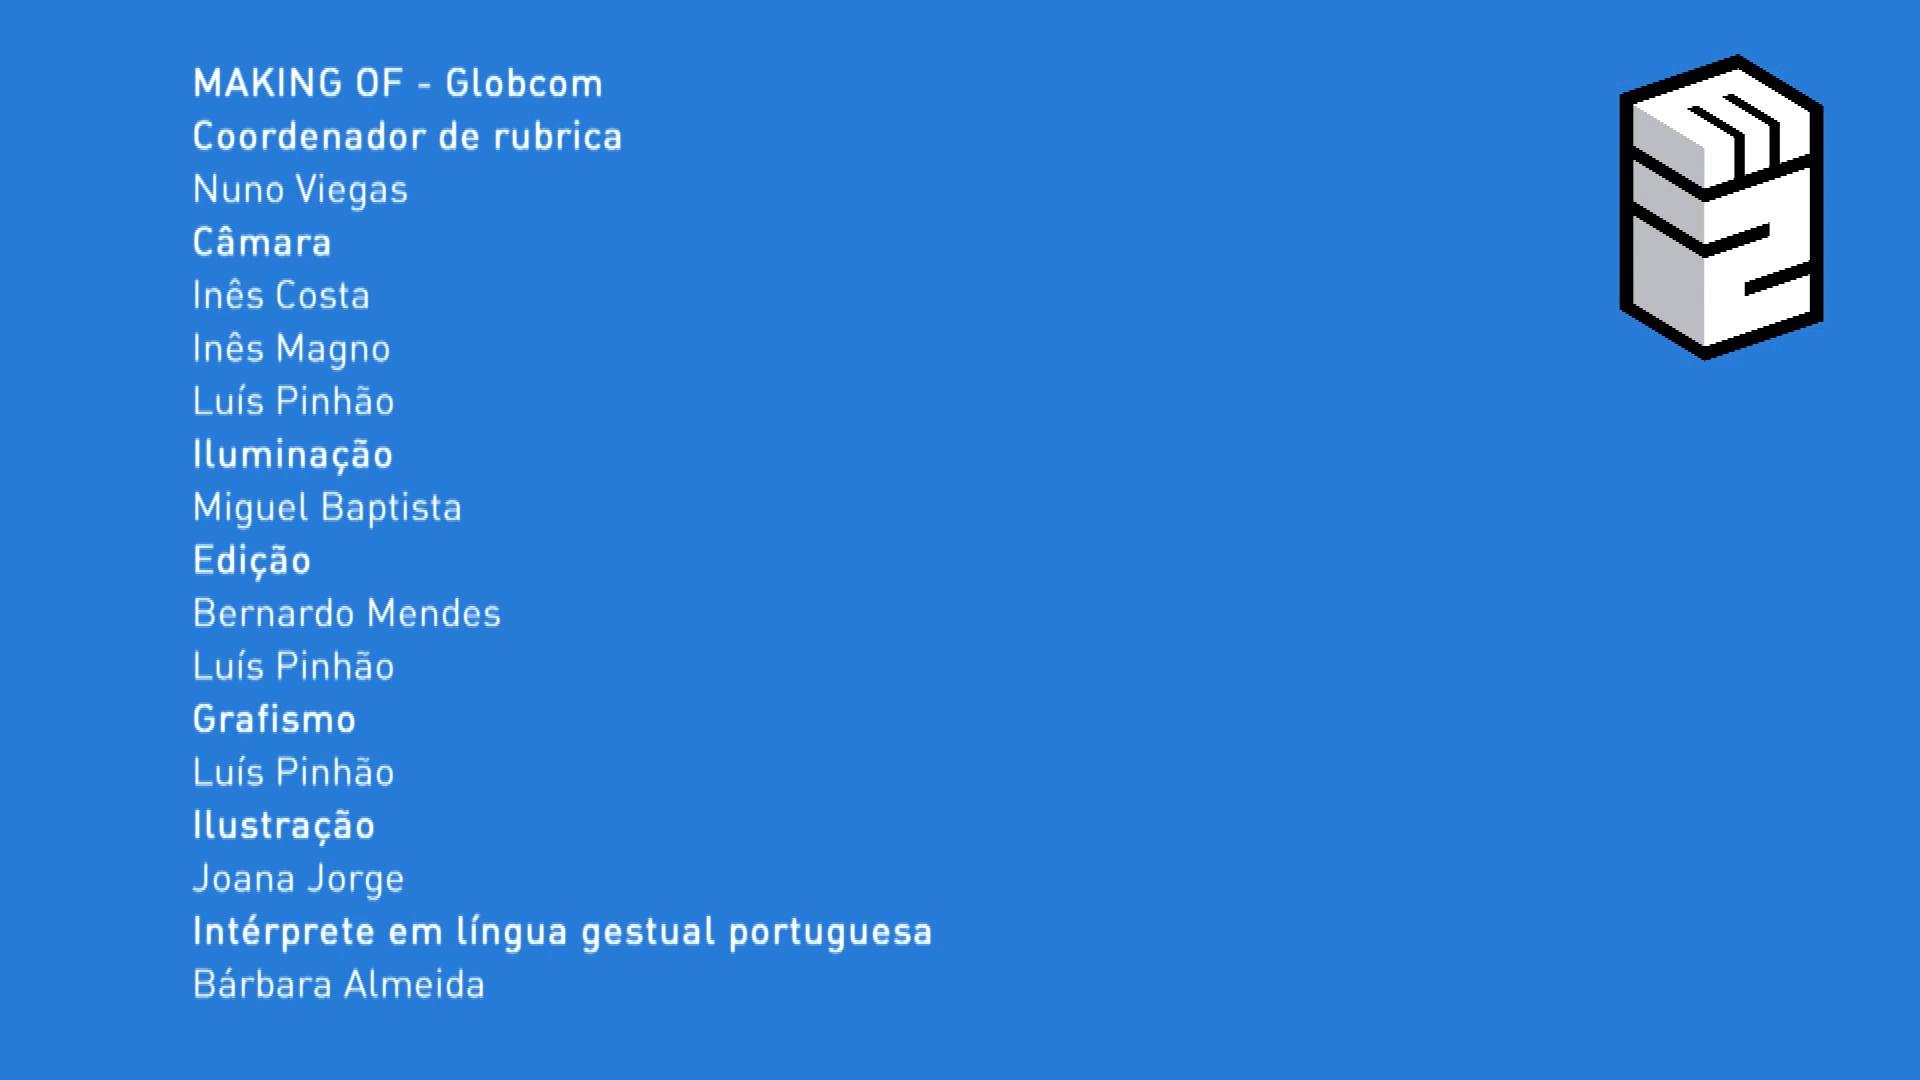 MAKING OF - Globcom
Coordenador de rubrica
Nuno Viegas
Câmara
Inês Costa
Inês Magno
Luís Pinhão
Iluminação
Miguel Baptista
Edição
Bernardo Mendes
Luís Pinhão
Grafismo
Luís Pinhão
Ilustração
Joana Jorge
Intérprete em língua gestual portuguesa
Bárbara Almeida
m2